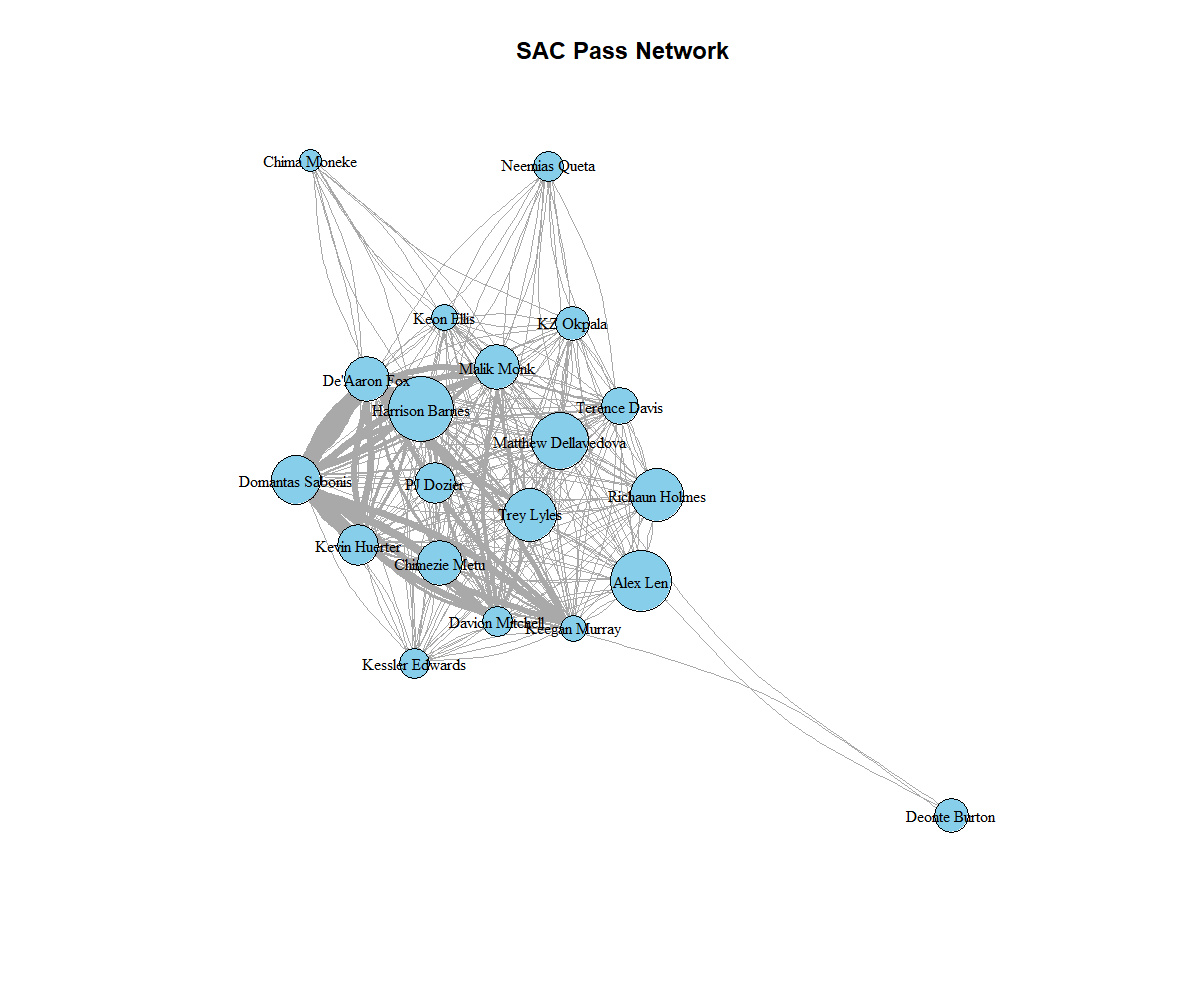 SAC Pass Network
Chima Moneke
Neemias Queta
Keon Ellis
KZ Okpala
Malik Monk
De'Aaron Fox
Terence Davis
Harrison Barnes
Matthew Dellavedova
Domantas Sabonis
PJ Dozier
Richaun Holmes
Trey Lyles
Kevin Huerter
Chimezie Metu
Alex Len
Davion Mitchell
Keegan Murray
Kessler Edwards
Deonte Burton